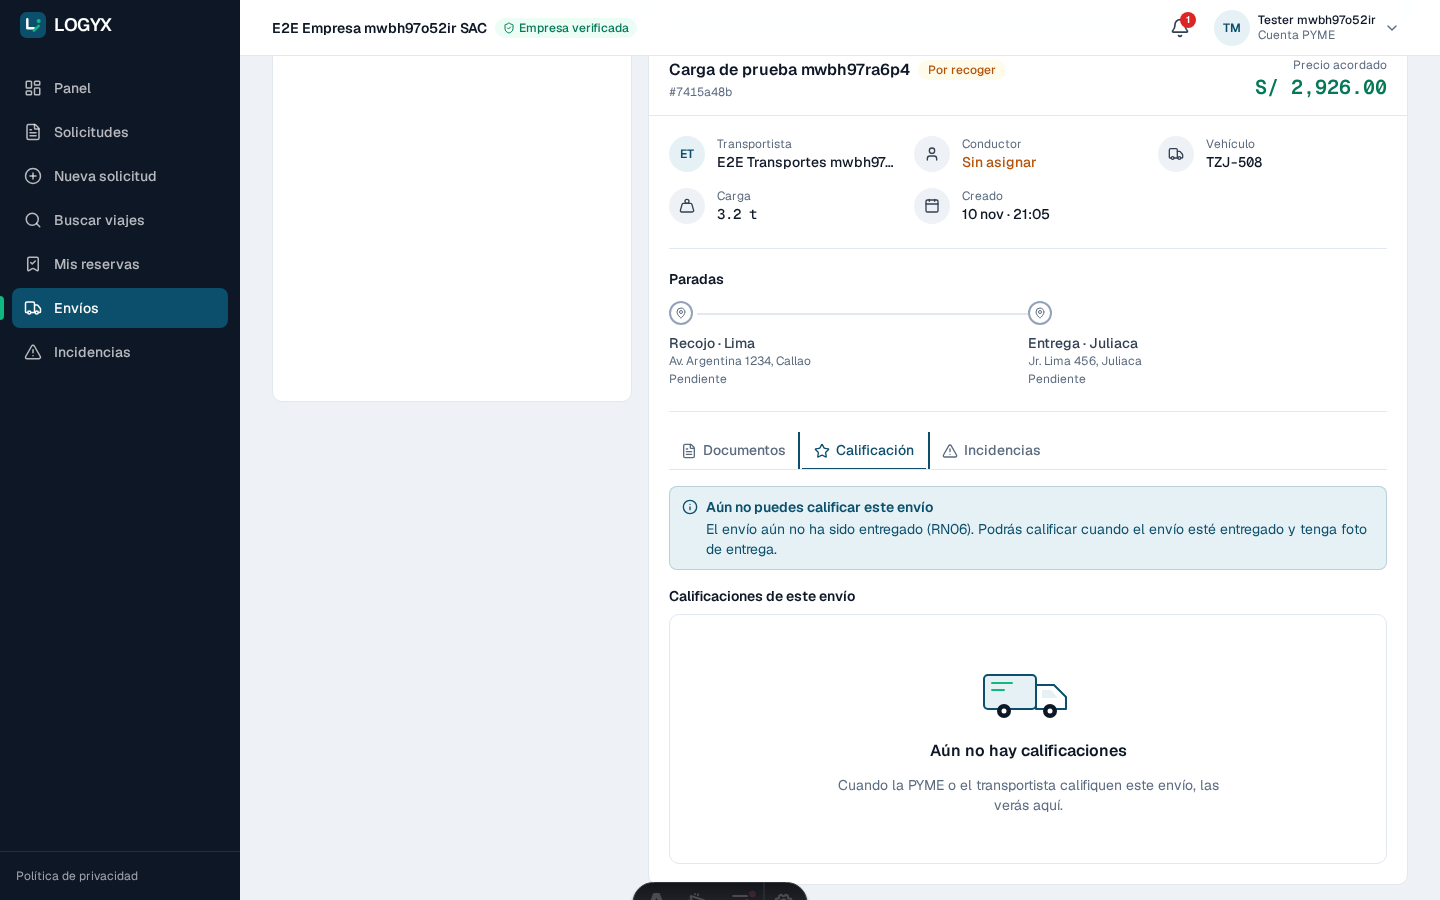 LOGYX
Panel
Solicitudes
Nueva solicitud
Buscar viajes
Mis reservas
Envíos
Incidencias
Política de privacidad
E2E Empresa mwbh97o52ir SAC
Empresa verificada
1
TM
Tester mwbh97o52ir
Cuenta PYME
Carga de prueba mwbh97ra6p4
Por recoger
#7415a48b
Precio acordado
S/ 2,926.00
ET
Transportista
E2E Transportes mwbh97...
Conductor
Sin asignar
Vehículo
TZJ-508
Carga
3.2 t
Creado
10 nov · 21:05
Paradas
Recojo · Lima
Av. Argentina 1234, Callao
Pendiente
Entrega · Juliaca
Jr. Lima 456, Juliaca
Pendiente
Documentos
Calificación
Incidencias
Aún no puedes calificar este envío
El envío aún no ha sido entregado (RN06). Podrás calificar cuando el envío esté entregado y tenga foto
de entrega.
Calificaciones de este envío
Aún no hay calificaciones
Cuando la PYME o el transportista califiquen este envío, las
verás aquí.